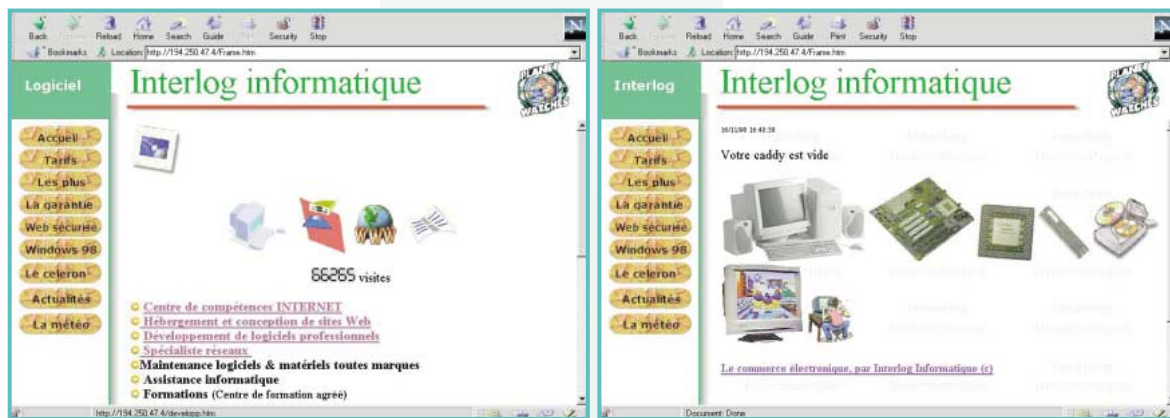 Back Reload Home Search Guide Security Stop
Bookmarks Location: http://194.250.47.4/Frame.htm
Logiciel
Interlog informatique
PLANET WATCHES
Accueil
Tarifs
Les plus
La garantie
Web sécurisé
Windows 98
Le celeron
Actualités
La météo
WWW
66265 visites
Centre de compétences INTERNET
Hébergement et conception de sites Web
Développement de logiciels professionnels
Spécialiste réseaux
Maintenance logiciels & matériels toutes marques
Assistance informatique
Formations (Centre de formation agréé)
http://194.250.47.4/developp.htm
Back Reload Home Search Guide Print Security Stop
Bookmarks Location: http://194.250.47.4/Frame.htm
Interlog
Interlog informatique
PLANET WATCHES
Accueil
Tarifs
Les plus
La garantie
Web sécurisé
Windows 98
Le celeron
Actualités
La météo
Votre caddy est vide
Le commerce électronique, par Interlog Informatique (c)
Document: Done